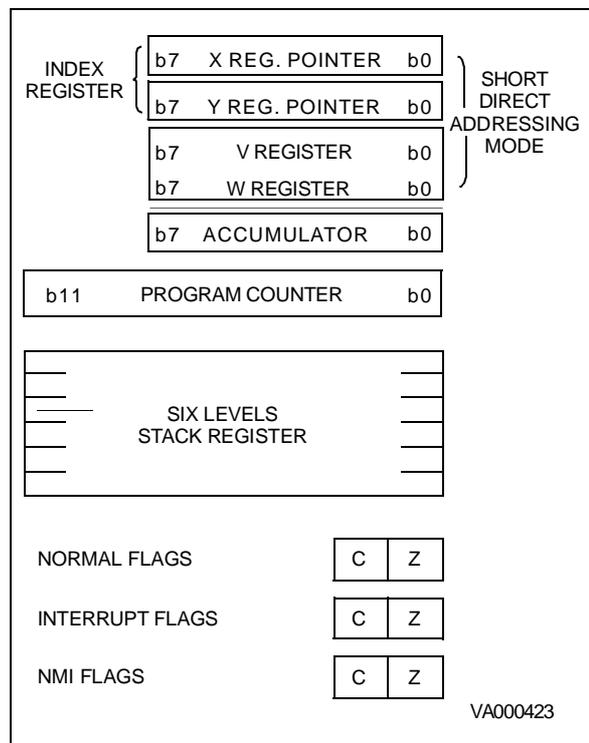 INDEX
REGISTER
b7 X REG. POINTER b0
b7 Y REG. POINTER b0
SHORT
DIRECT
ADDRESSING
MODE
b7 V REGISTER b0
b7 W REGISTER b0
b7 ACCUMULATOR b0
b11 PROGRAM COUNTER b0
SIX LEVELS
STACK REGISTER
NORMAL FLAGS C Z
INTERRUPT FLAGS C Z
NMI FLAGS C Z
VA000423